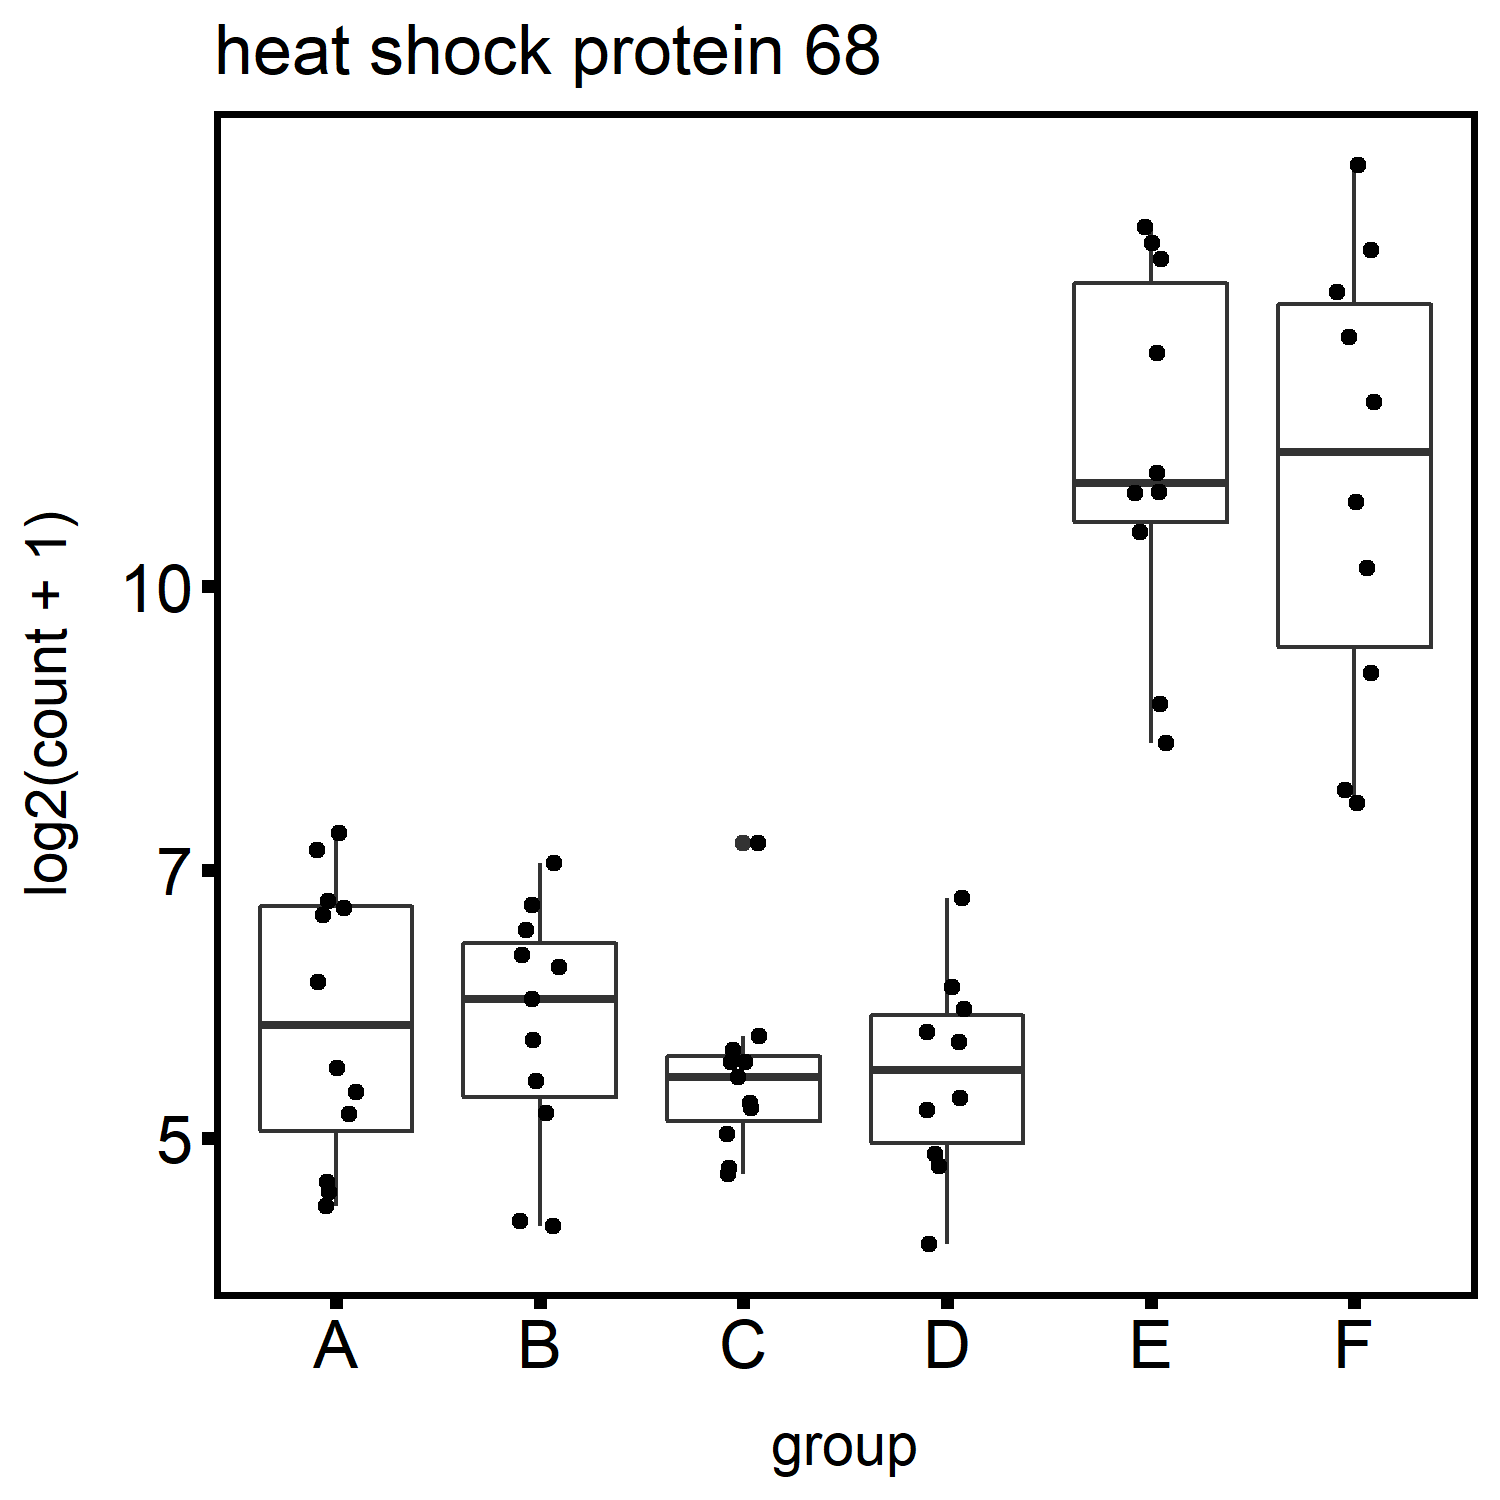 heat shock protein 68
log2(count + 1)
10
7
5
A B C D E F
group